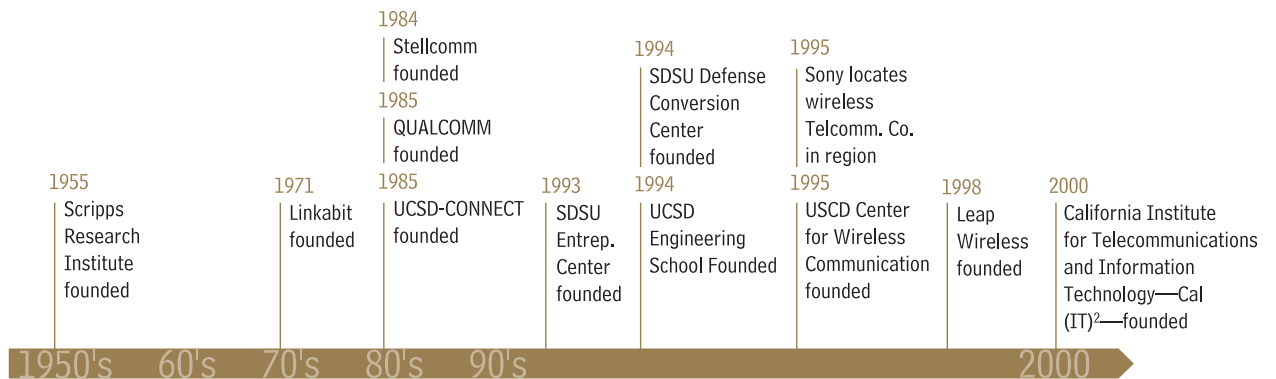 1984
Stellcomm
founded
1985
QUALCOMM
founded
1994
SDSU Defense
Conversion
Center
founded
1995
Sony locates
wireless
Telcomm. Co.
in region
1955
Scripps
Research
Institute
founded
1971
Linkabit
founded
1985
UCSD-CONNECT
founded
1993
SDSU
Entrep.
Center
founded
1994
UCSD
Engineering
School Founded
1995
USCD Center
for Wireless
Communication
founded
1998
Leap
Wireless
founded
2000
California Institute
for Telecommunications
and Information
Technology—Cal
(IT)²—founded
1950's 60's 70's 80's 90's 2000